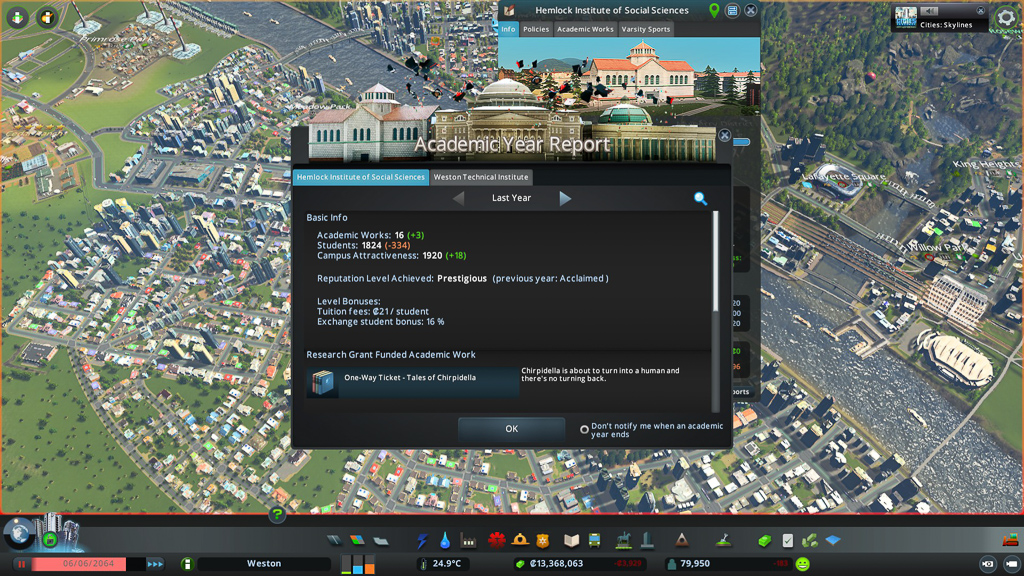 Hemlock Institute of Social Sciences
Cities: Skylines
Info Policies Academic Works Varsity Sports
Primrose Park
Meadow Park
King Heights
Lafayette Square
Willow Park
Academic Year Report
Hemlock Institute of Social Sciences Weston Technical Institute
Last Year
Basic Info
Academic Works: 16 (+3)
Students: 1824 (-334)
Campus Attractiveness: 1920 (+18)
Reputation Level Achieved: Prestigious (previous year: Acclaimed )
Level Bonuses:
Tuition fees: ₡21/ student
Exchange student bonus: 16 %
Research Grant Funded Academic Work
One-Way Ticket - Tales of Chirpidella
Chirpidella is about to turn into a human and
there's no turning back.
OK
Don't notify me when an academic
year ends
?
06/06/2064
Weston
24.9°C
₡13,368,063
79,950